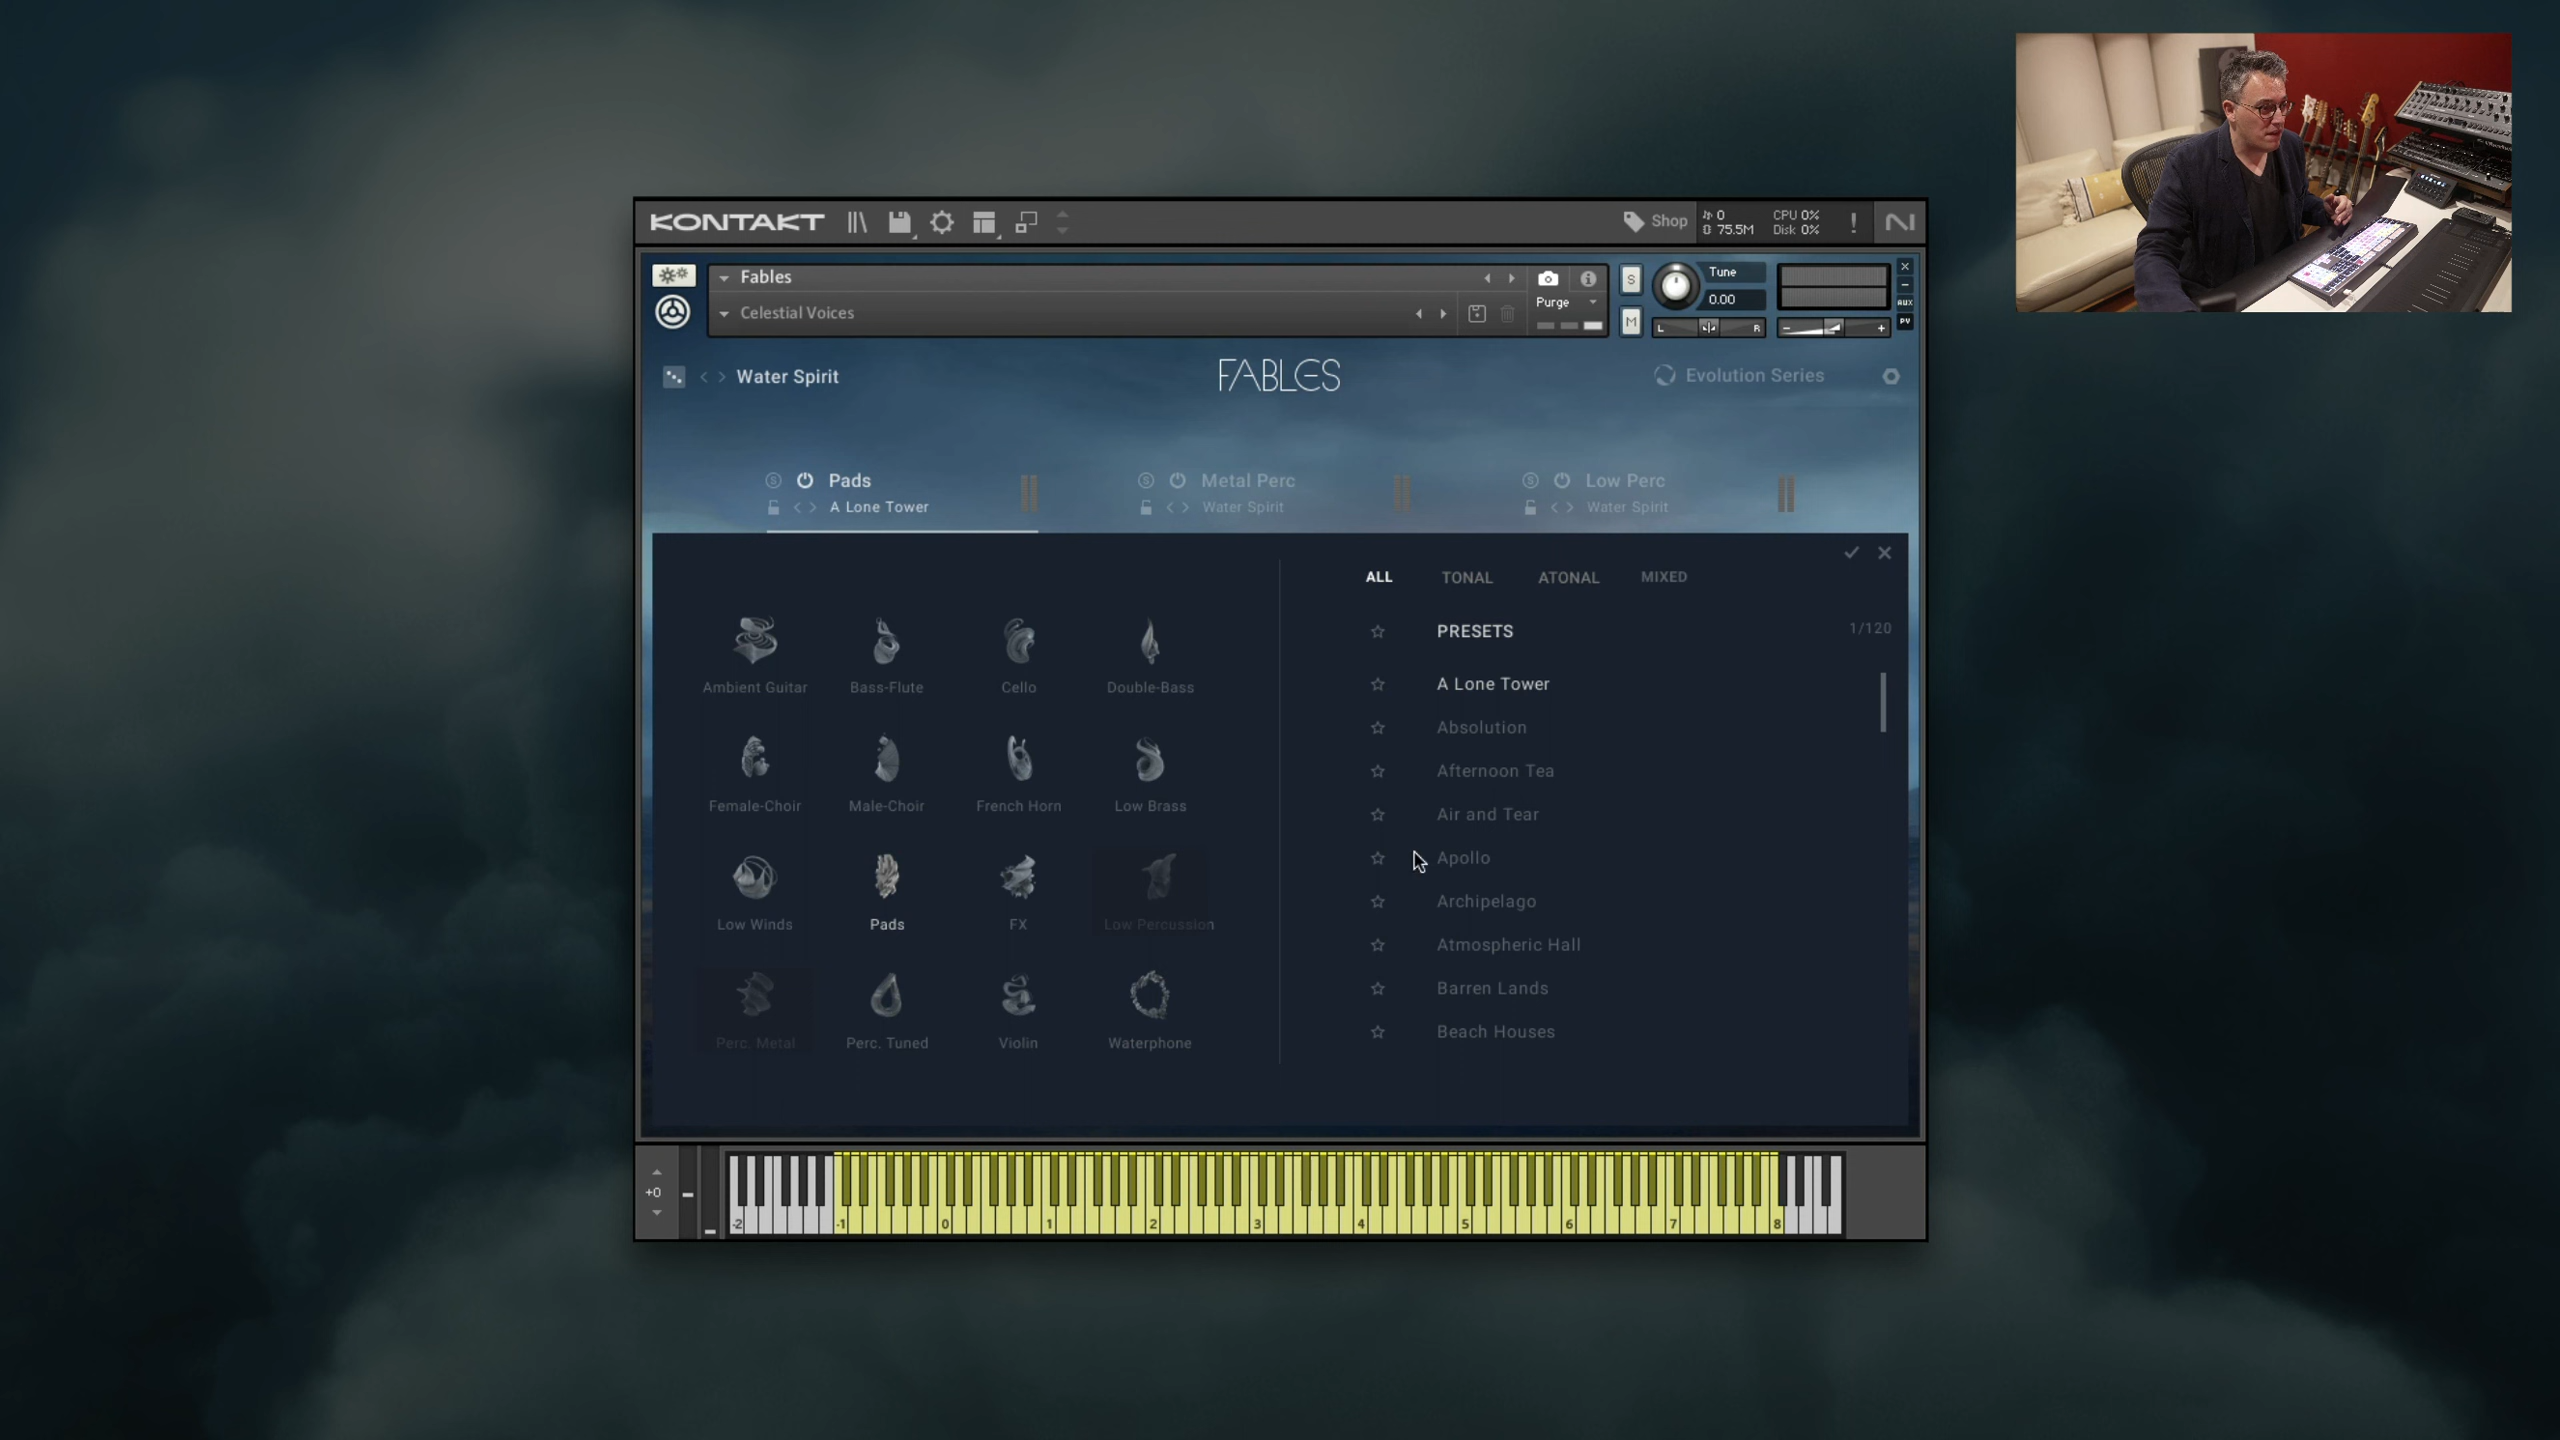 KONTAKT
Shop
0
75.5M
CPU 0%
Disk 0%
!
Fables
Purge
Celestial Voices
S
M
Tune
0.00
L
R
-
+
AUX
PV
Water Spirit
FABLES
Evolution Series
S
Pads
A Lone Tower
S
Metal Perc
Water Spirit
S
Low Perc
Water Spirit
ALL
TONAL
ATONAL
MIXED
Ambient Guitar
Bass-Flute
Cello
Double-Bass
Female-Choir
Male-Choir
French Horn
Low Brass
Low Winds
Pads
FX
Low Percussion
Perc. Metal
Perc. Tuned
Violin
Waterphone
PRESETS
1/120
A Lone Tower
Absolution
Afternoon Tea
Air and Tear
Apollo
Archipelago
Atmospheric Hall
Barren Lands
Beach Houses
+0
-2
-1
0
1
2
3
4
5
6
7
8